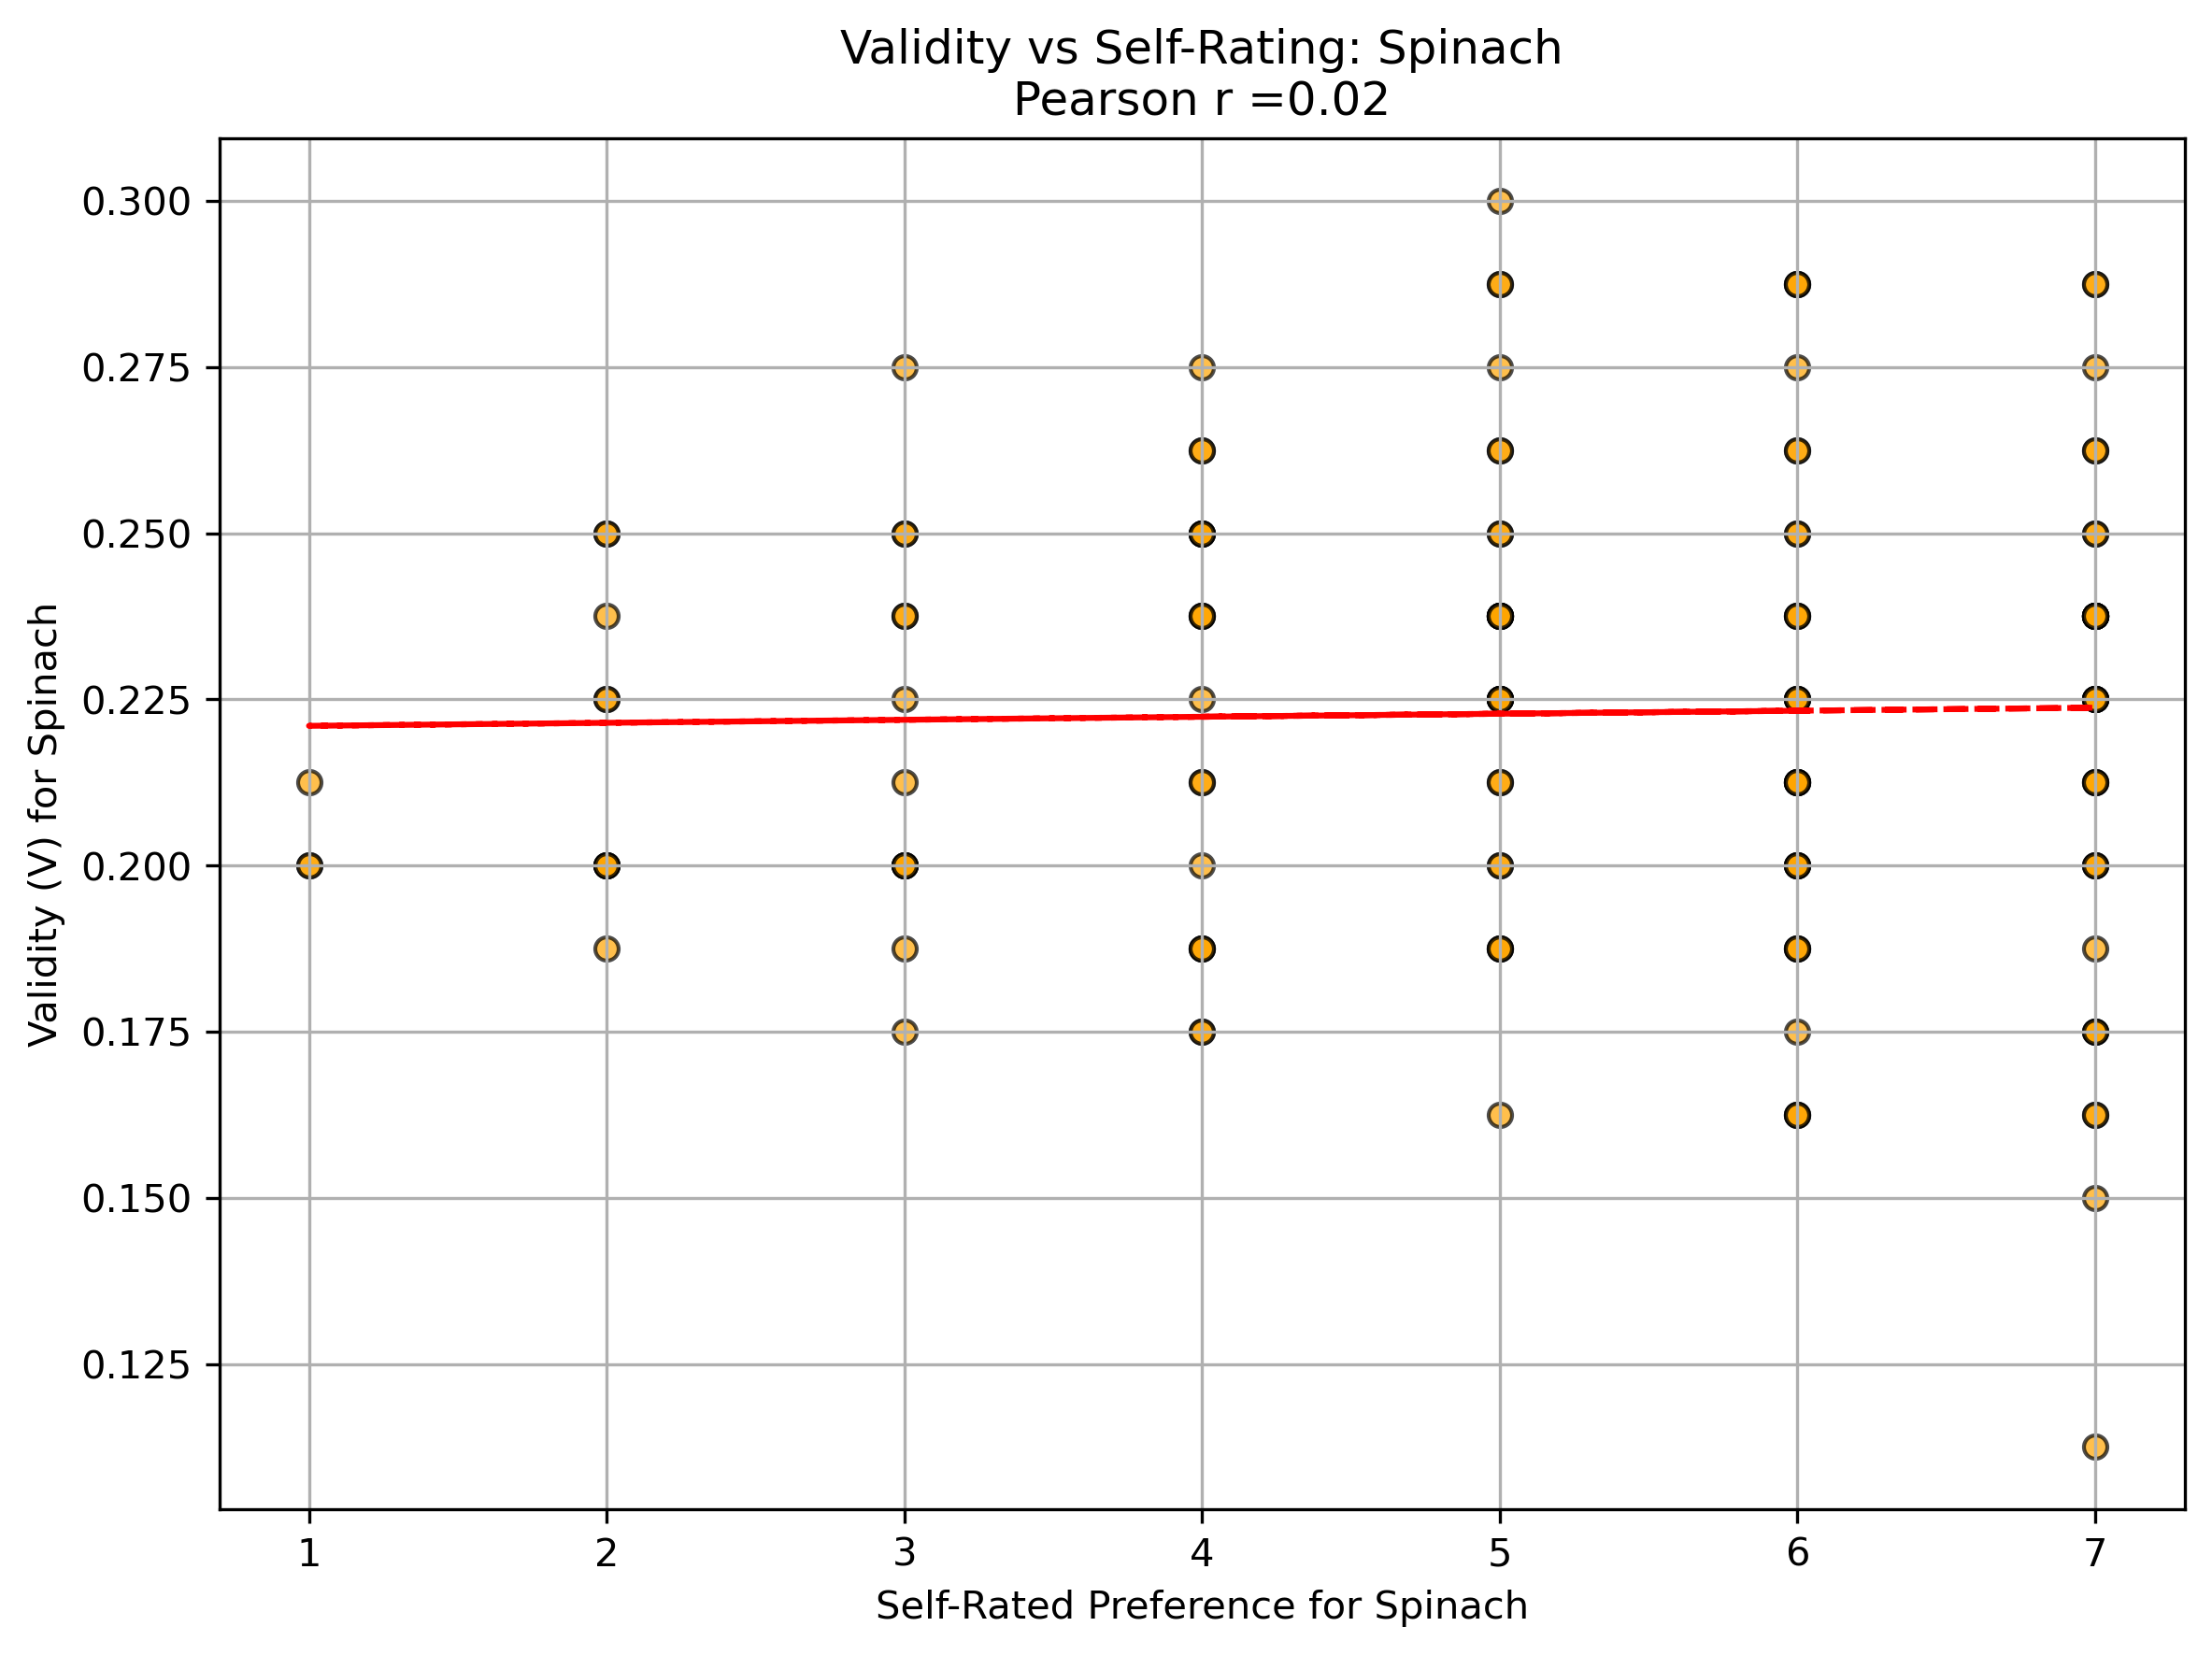 Validity vs Self-Rating: Spinach
Pearson r =0.02
Validity (V) for Spinach
0.300
0.275
0.250
0.225
0.200
0.175
0.150
0.125
1 2 3 4 5 6 7
Self-Rated Preference for Spinach